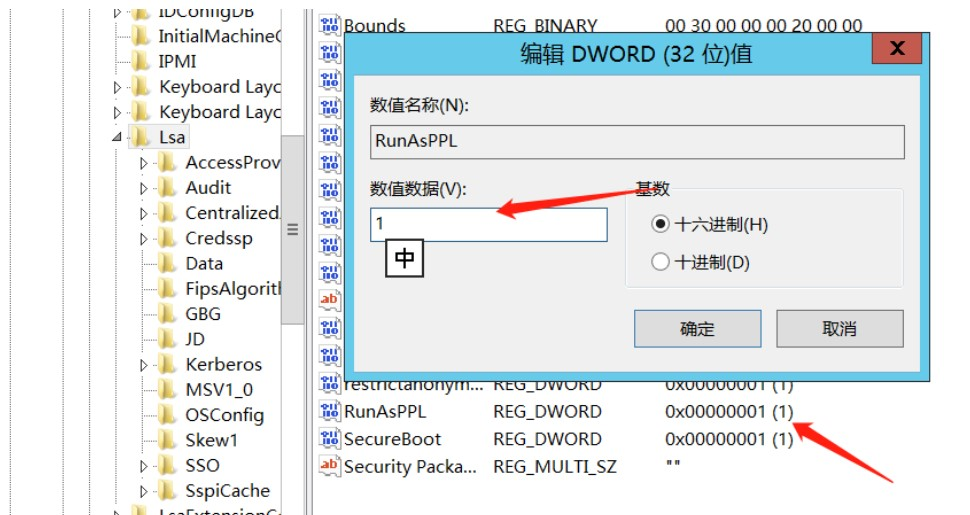 IDConfigDB
InitialMachineC
IPMI
Keyboard Layc
Keyboard Layc
Lsa
AccessProv
Audit
Centralized
Credssp
Data
FipsAlgorith
GBG
JD
Kerberos
MSV1_0
OSConfig
Skew1
SSO
SspiCache
LsaExtensionC
Bounds REG_BINARY 00 30 00 00 00 20 00 00
编辑 DWORD (32 位)值
X
数值名称(N):
RunAsPPL
数值数据(V):
1
中
基数
十六进制(H)
十进制(D)
确定
取消
restrictanonym... REG_DWORD 0x00000001 (1)
RunAsPPL REG_DWORD 0x00000001 (1)
SecureBoot REG_DWORD 0x00000001 (1)
Security Packa... REG_MULTI_SZ ""